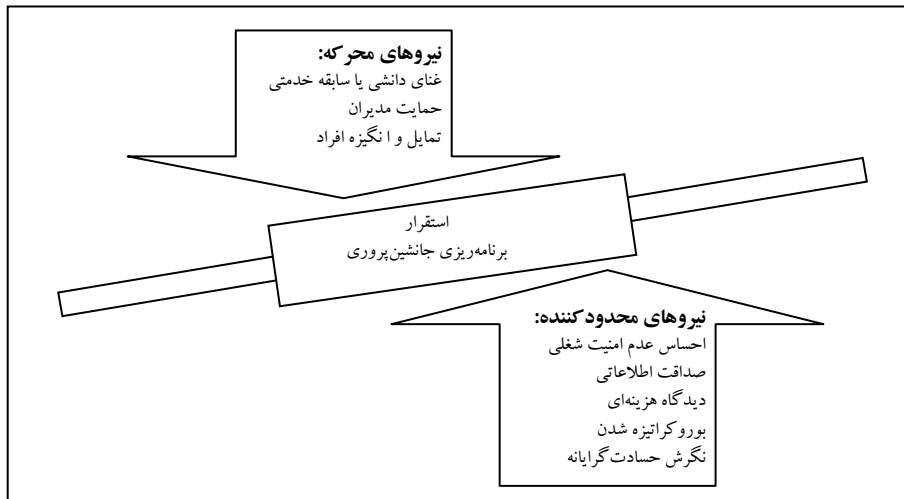 نیروهای محرکه:
غنای دانشی یا سابقه خدمتی
حمایت مدیران
تمایل و ا نگیزه افراد
استقرار
برنامه‌ریزی جانشین‌پروری
نیروهای محدودکننده:
احساس عدم امنیت شغلی
صداقت اطلاعاتی
دیدگاه هزینه‌ای
بوروکراتیزه شدن
نگرش حسادت‌گرایانه